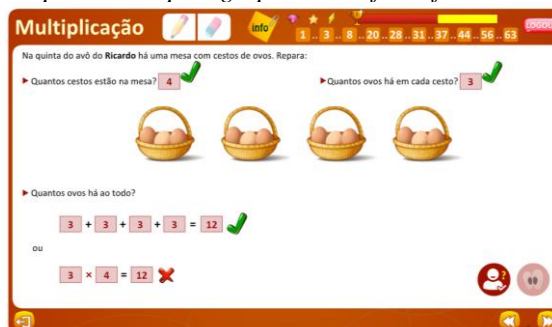 Multiplicação
info
1 .. 3 .. 8 .. 20 .. 28 .. 31 .. 37 .. 44 .. 56 .. 63
LOGOUT
Na quinta do avô do Ricardo há uma mesa com cestos de ovos. Repara:
Quantos cestos estão na mesa? 4
Quantos ovos há em cada cesto? 3
Quantos ovos há ao todo?
3 + 3 + 3 + 3 = 12
ou
3 × 4 = 12